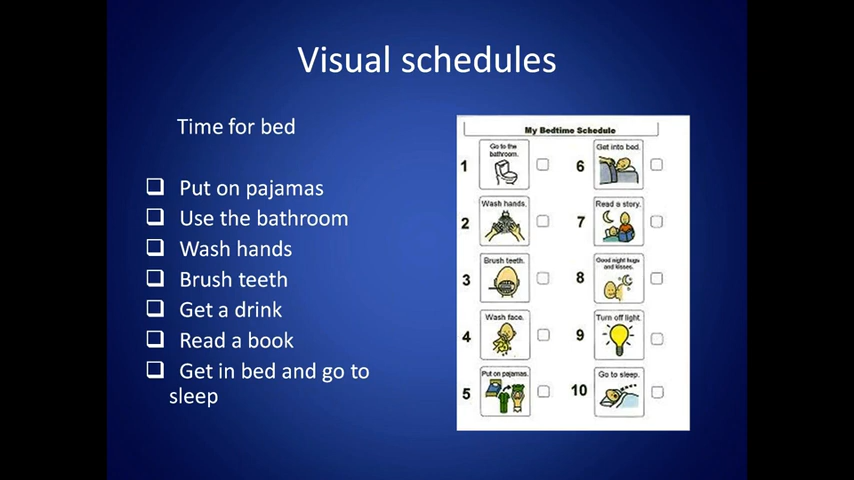 Visual schedules
Time for bed
Put on pajamas
Use the bathroom
Wash hands
Brush teeth
Get a drink
Read a book
Get in bed and go to
sleep
My Bedtime Schedule
1
Go to the
bathroom.
2
Wash hands.
3
Brush teeth.
4
Wash face.
5
Put on pajamas.
6
Get into bed.
7
Read a story.
8
Good night hugs
and kisses.
9
Turn off light.
10
Go to sleep.